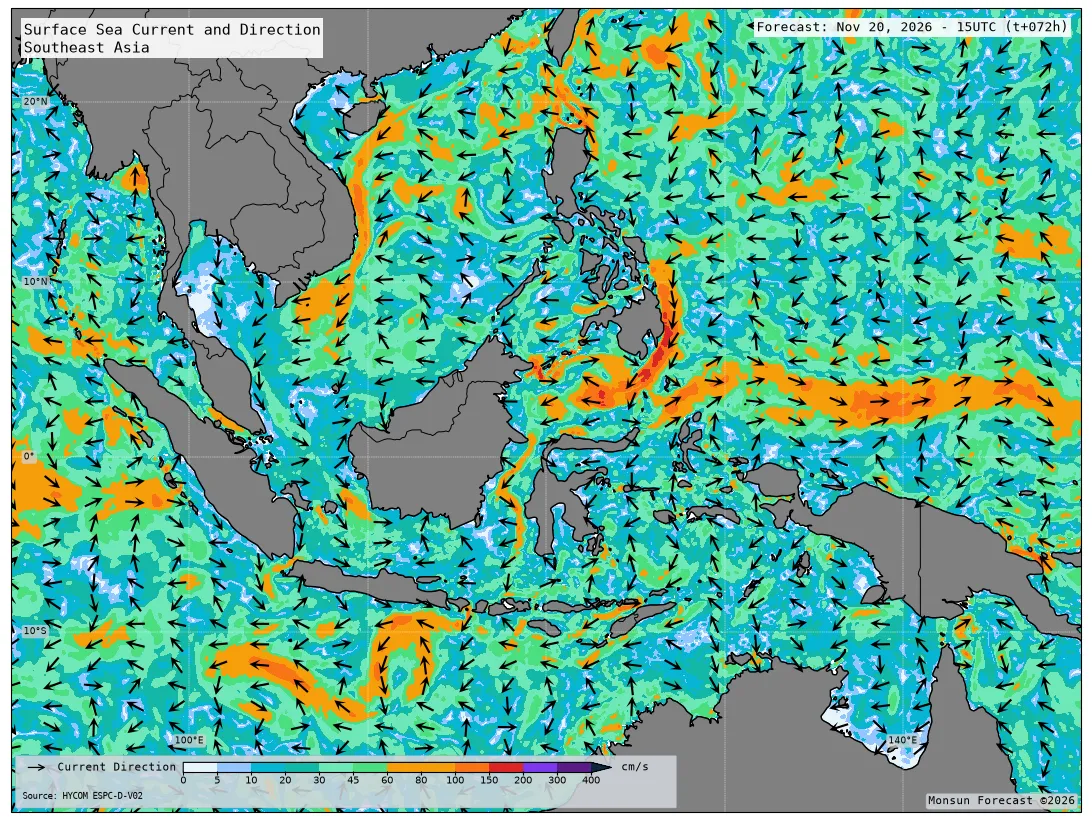 Surface Sea Current and Direction
Southeast Asia
Forecast: Nov 20, 2026 - 15UTC (t+072h)
20°N
10°N
0°
10°S
100°E
140°E
Current Direction
0 5 10 20 30 45 60 80 100 150 200 300 400
cm/s
Source: HYCOM ESPC-D-V02
Monsun Forecast ©2026